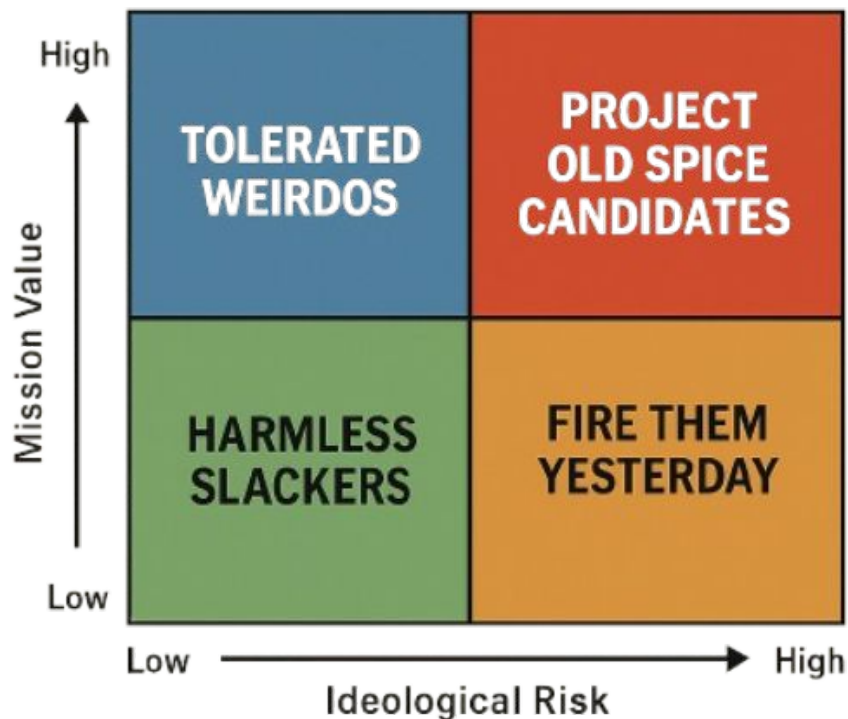 High
TOLERATED
WEIRDOS
PROJECT
OLD SPICE
CANDIDATES
Mission Value
HARMLESS
SLACKERS
FIRE THEM
YESTERDAY
Low
Low
High
Ideological Risk